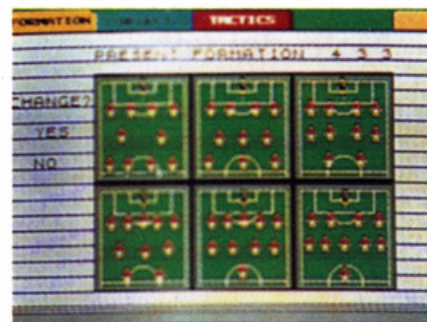 FORMATION TACTICS
PRESENT FORMATION 4 3 3
CHANGE?
YES
NO